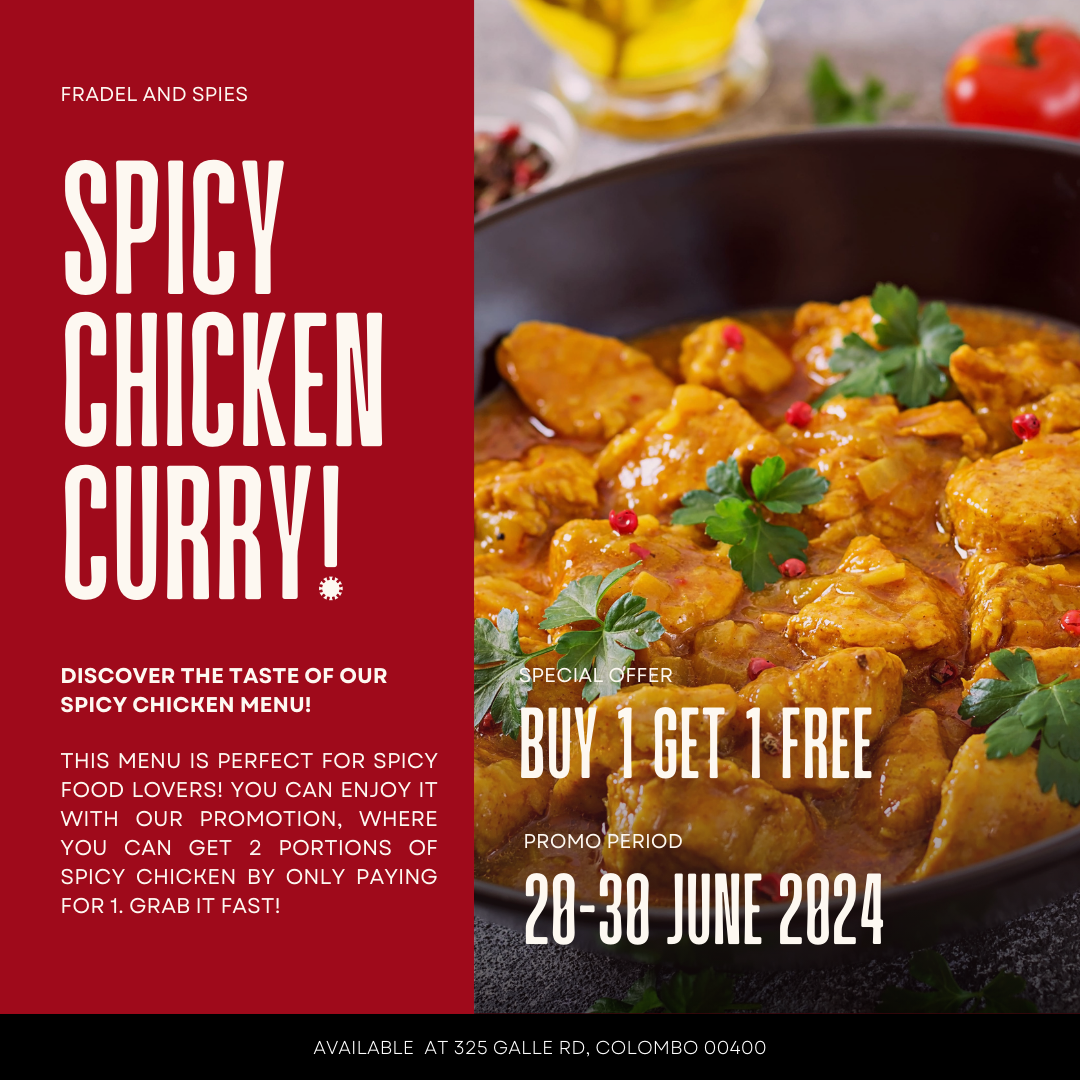 FRADEL AND SPIES
SPICY
CHICKEN
CURRY!
DISCOVER THE TASTE OF OUR
SPICY CHICKEN MENU!
THIS MENU IS PERFECT FOR SPICY
FOOD LOVERS! YOU CAN ENJOY IT
WITH OUR PROMOTION, WHERE
YOU CAN GET 2 PORTIONS OF
SPICY CHICKEN BY ONLY PAYING
FOR 1. GRAB IT FAST!
SPECIAL OFFER
BUY 1 GET 1 FREE
PROMO PERIOD
20-30 JUNE 2024
AVAILABLE AT 325 GALLE RD, COLOMBO 00400